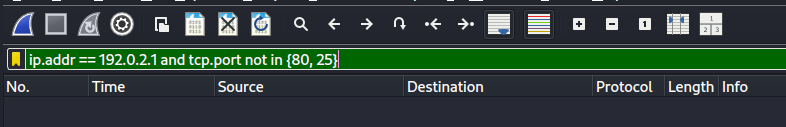 ip.addr == 192.0.2.1 and tcp.port not in {80, 25}
No. Time Source Destination Protocol Length Info